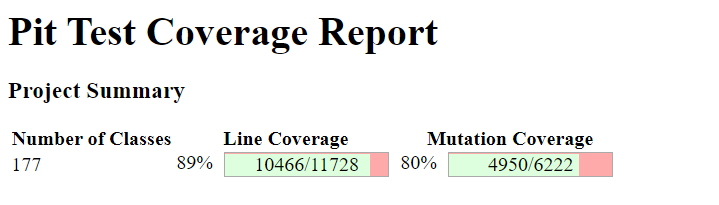 Pit Test Coverage Report
Project Summary
Number of Classes Line Coverage Mutation Coverage
177 89% 10466/11728 80% 4950/6222